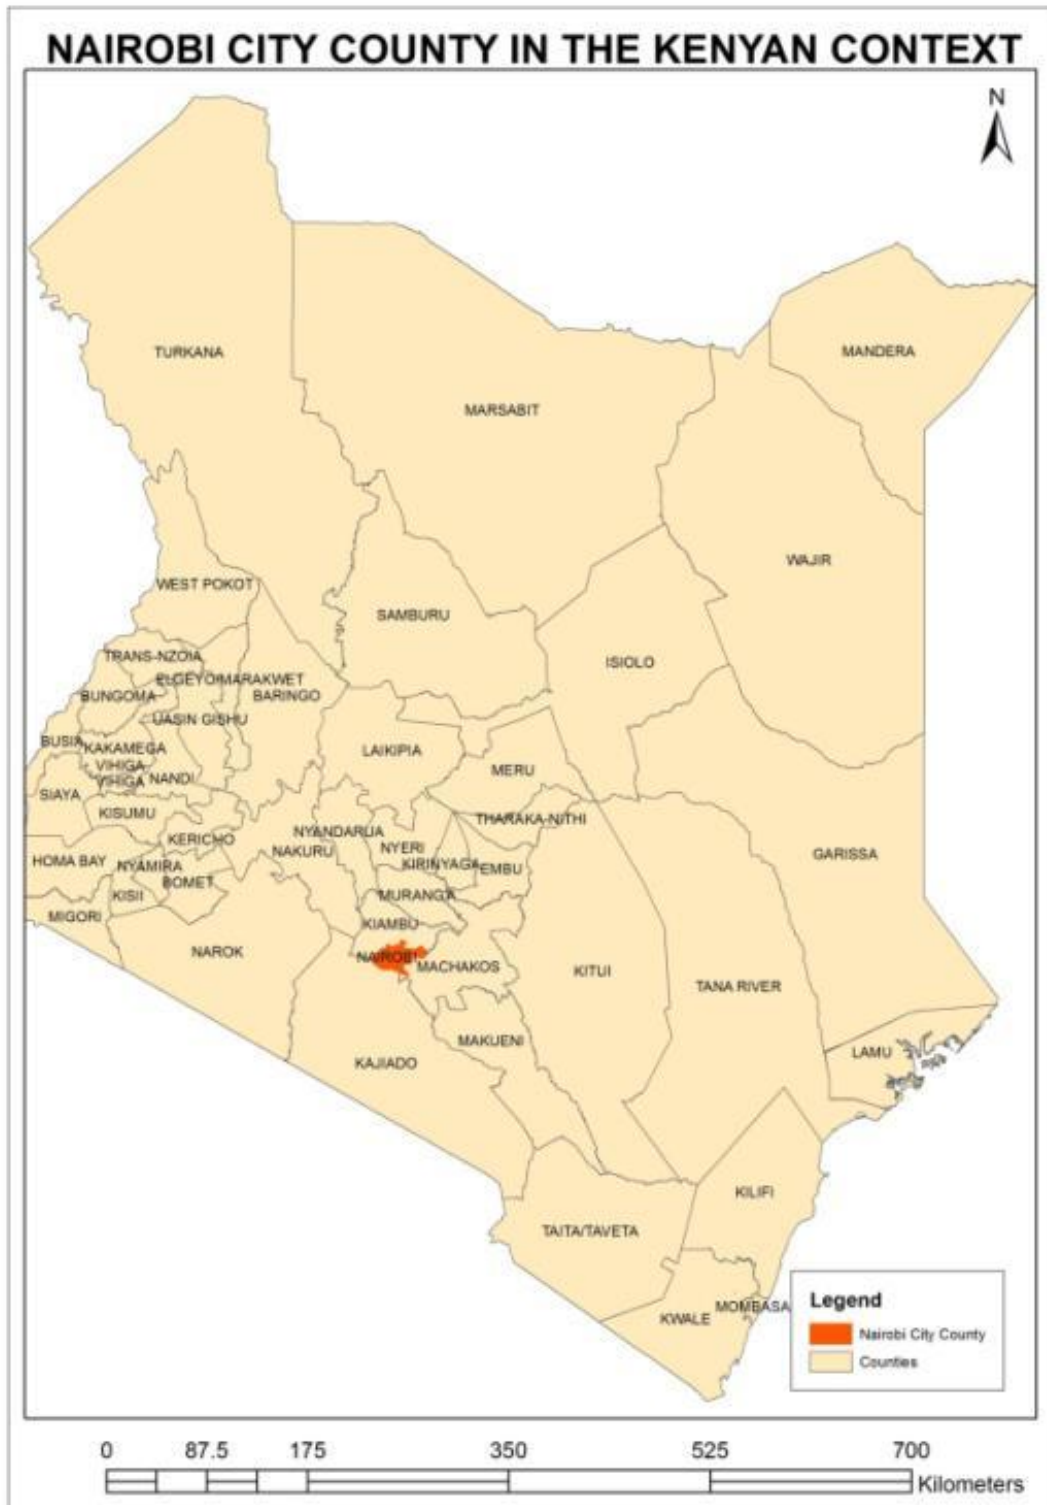 NAIROBI CITY COUNTY IN THE KENYAN CONTEXT
N
TURKANA
MANDERA
MARSABIT
WAJIR
WEST POKOT
SAMBURU
TRANS-NZOIA
ISIOLO
ELGEYO/MARAKWET
BUNGOMA
BARINGO
UASIN GISHU
BUSIA
KAKAMEGA
LAIKIPIA
VIHIGA
MERU
VIHIGA
NANDI
SIAYA
KISUMU
THARAKA-NITHI
NYANDARUA
KERICHO
NYERI
NAKURU
GARISSA
HOMA BAY
NYAMIRA
KIRINYAGA
EMBU
BOMET
KISII
MURANG'A
MIGORI
KIAMBU
NAROK
NAIROBI
MACHAKOS
KITUI
TANA RIVER
MAKUENI
LAMU
KAJIADO
KILIFI
TAITA/TAVETA
MOMBASA
KWALE
Legend
Nairobi City County
Counties
0 87.5 175 350 525 700
Kilometers